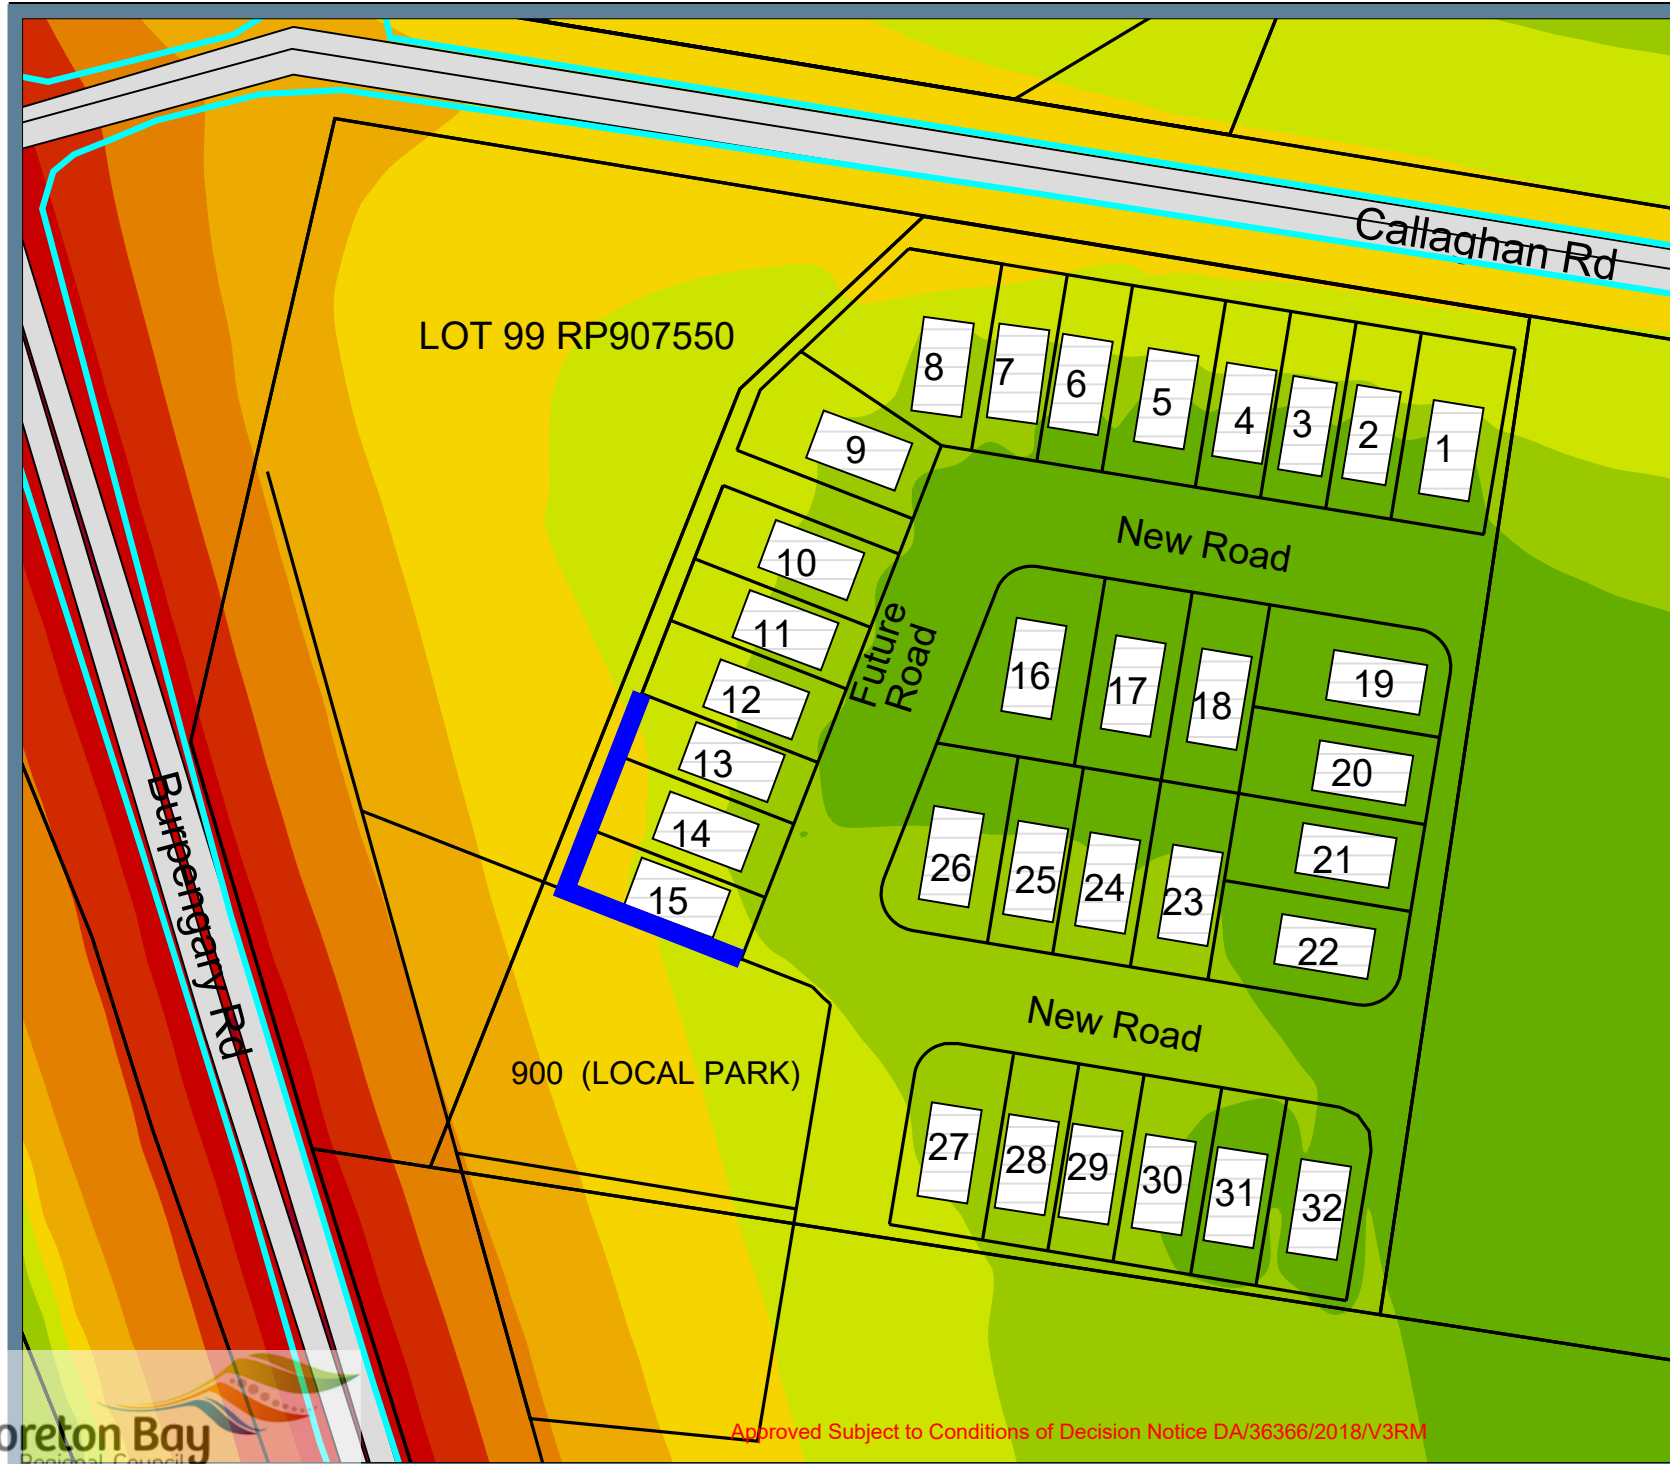 Callaghan Rd
LOT 99 RP907550
8
7
6
5
4
3
2
1
9
New Road
10
11
12
13
14
15
Future
Road
16
17
18
19
20
21
22
26
25
24
23
Burpengary Rd
New Road
900 (LOCAL PARK)
27
28
29
30
31
32
oreton Bay
Regional Council
Approved Subject to Conditions of Decision Notice DA/36366/2018/V3RM